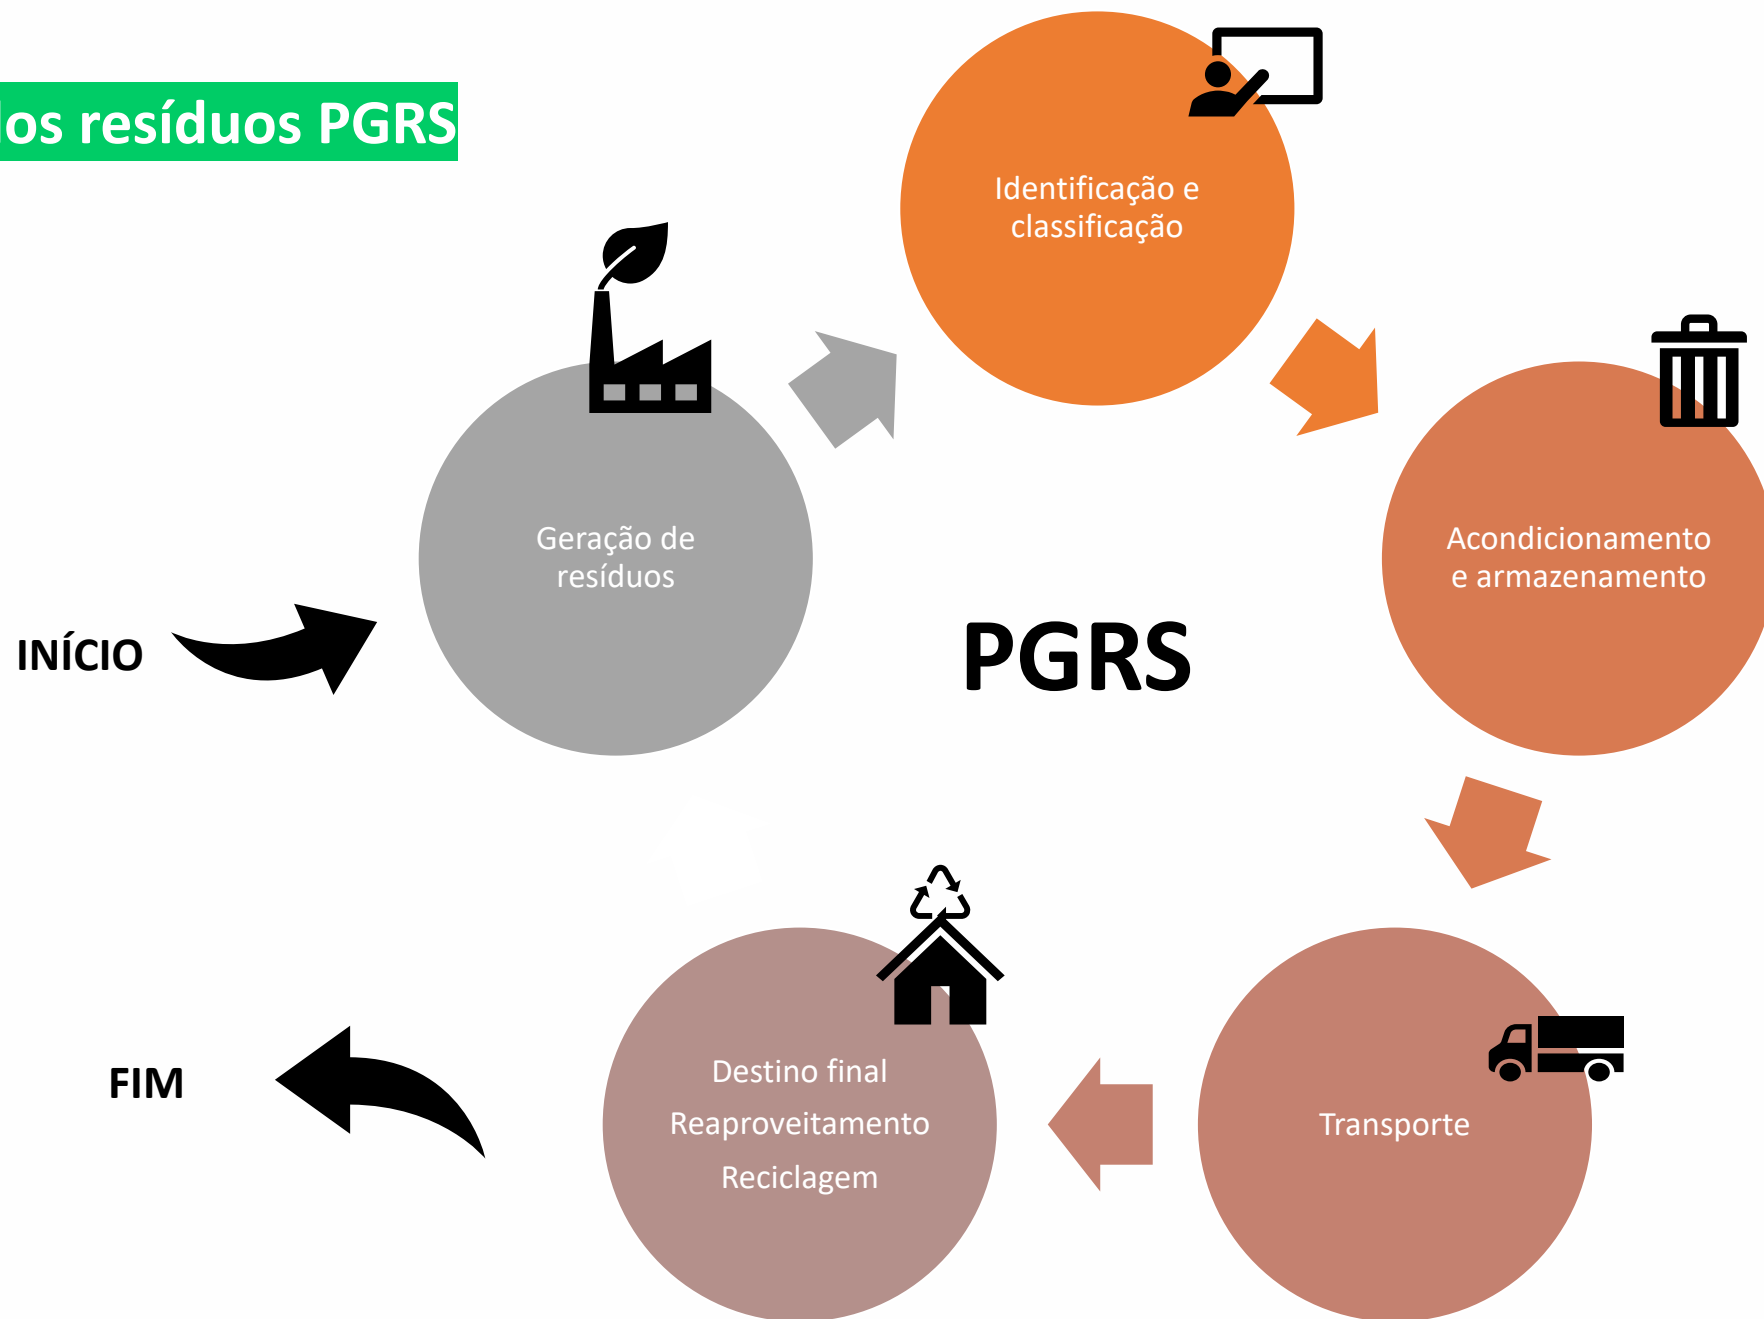 los resíduos PGRS
Identificação e
classificação
Geração de
resíduos
Acondicionamento
e armazenamento
INÍCIO
PGRS
Destino final
Reaproveitamento
Reciclagem
Transporte
FIM